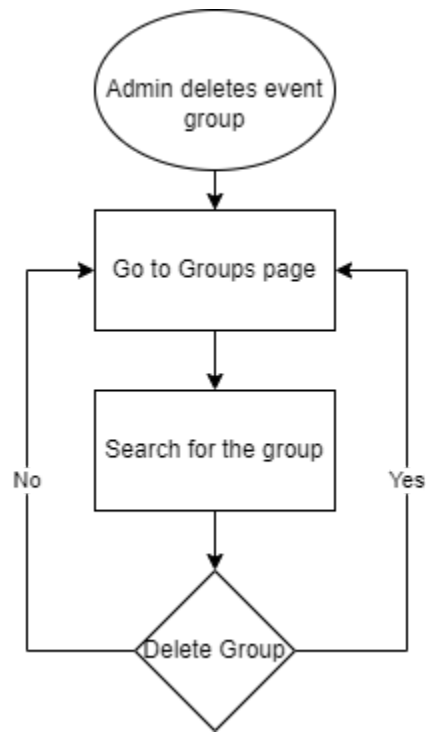 Admin deletes event
group
Go to Groups page
Search for the group
No
Yes
Delete Group